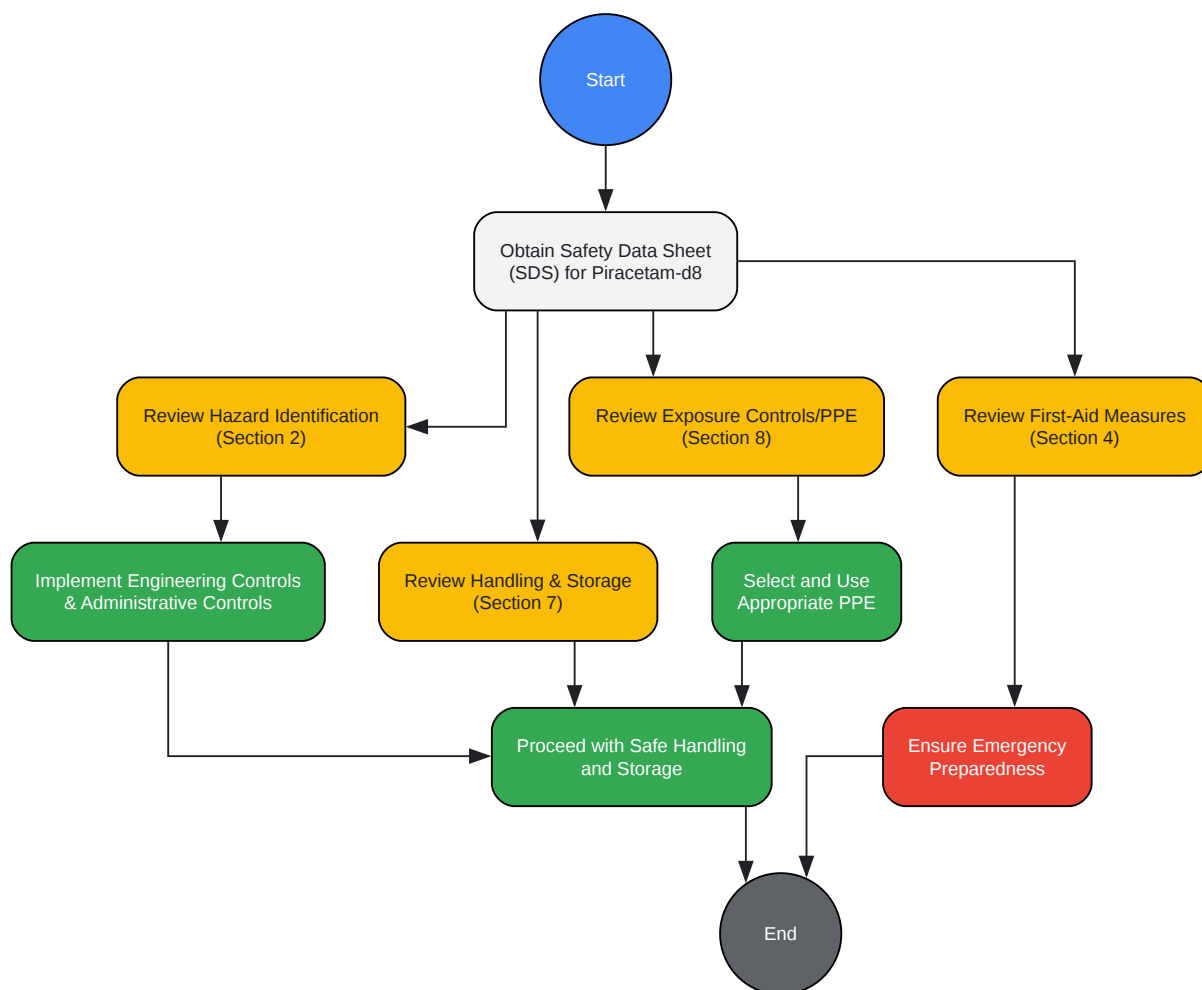 Start
Obtain Safety Data Sheet
(SDS) for Piracetam-d8
Review Hazard Identification
(Section 2)
Review Exposure Controls/PPE
(Section 8)
Review First-Aid Measures
(Section 4)
Implement Engineering Controls
& Administrative Controls
Review Handling & Storage
(Section 7)
Select and Use
Appropriate PPE
Proceed with Safe Handling
and Storage
Ensure Emergency
Preparedness
End